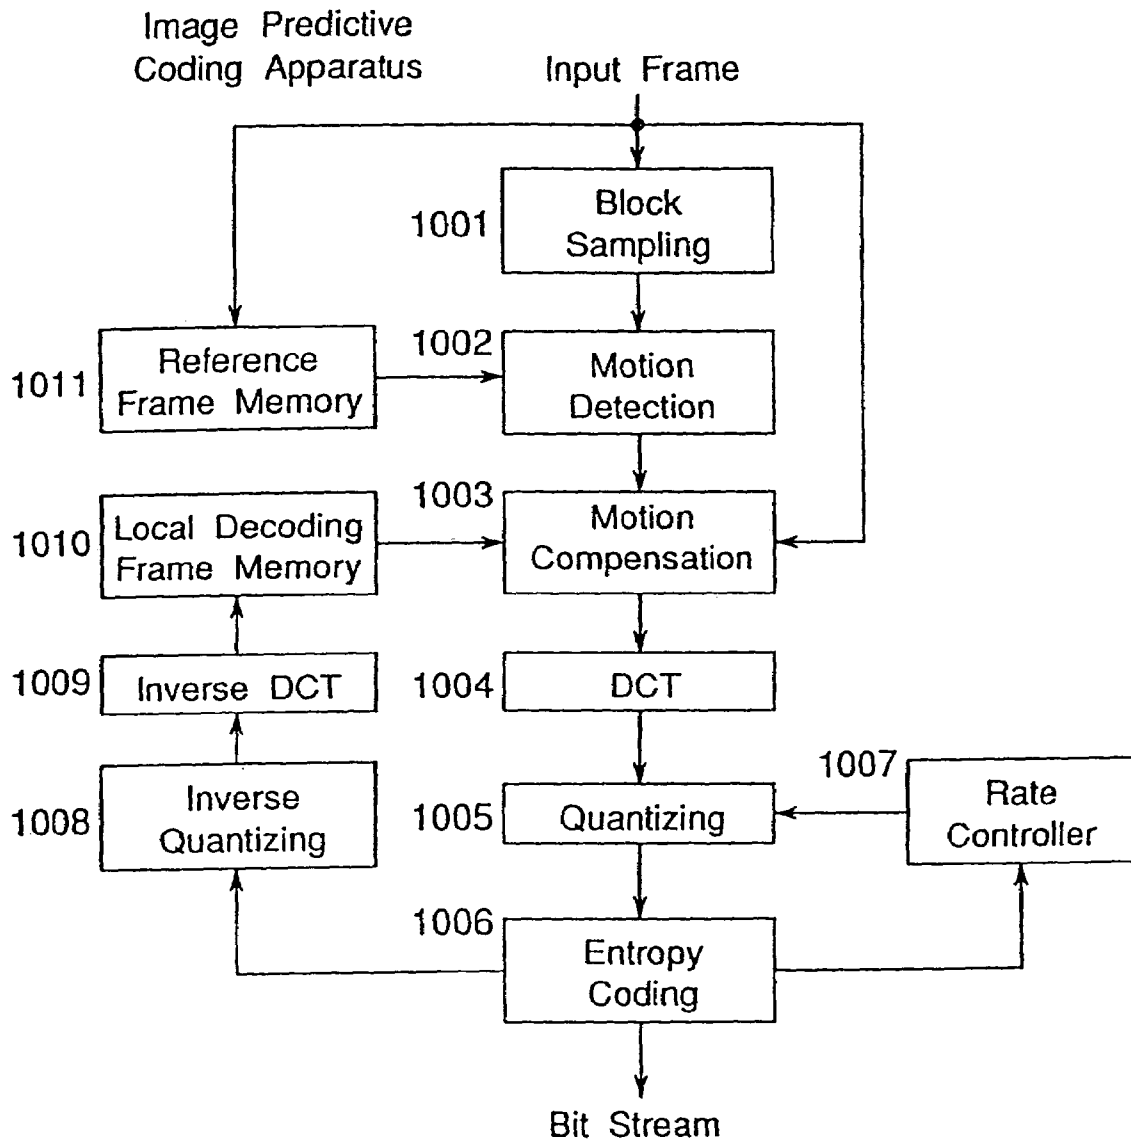 Image Predictive
Coding Apparatus
Input Frame
1001
Block
Sampling
1002
Motion
Detection
1011
Reference
Frame Memory
1003
Motion
Compensation
1010
Local Decoding
Frame Memory
1009
Inverse DCT
1004
DCT
1007
Rate
Controller
1008
Inverse
Quantizing
1005
Quantizing
1006
Entropy
Coding
Bit Stream